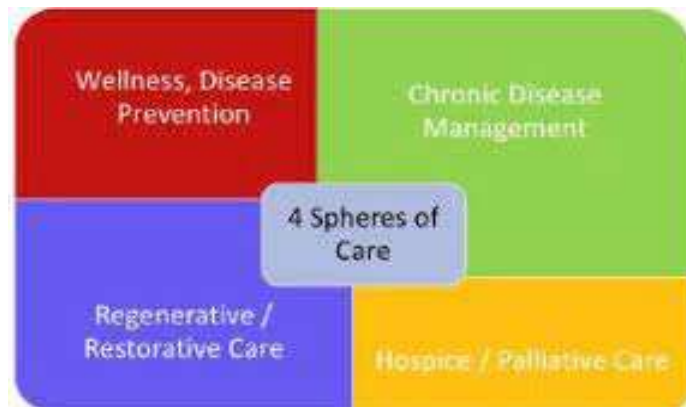 Wellness, Disease
Prevention
Chronic Disease
Management
4 Spheres of
Care
Regenerative /
Restorative Care
Hospice / Palliative Care